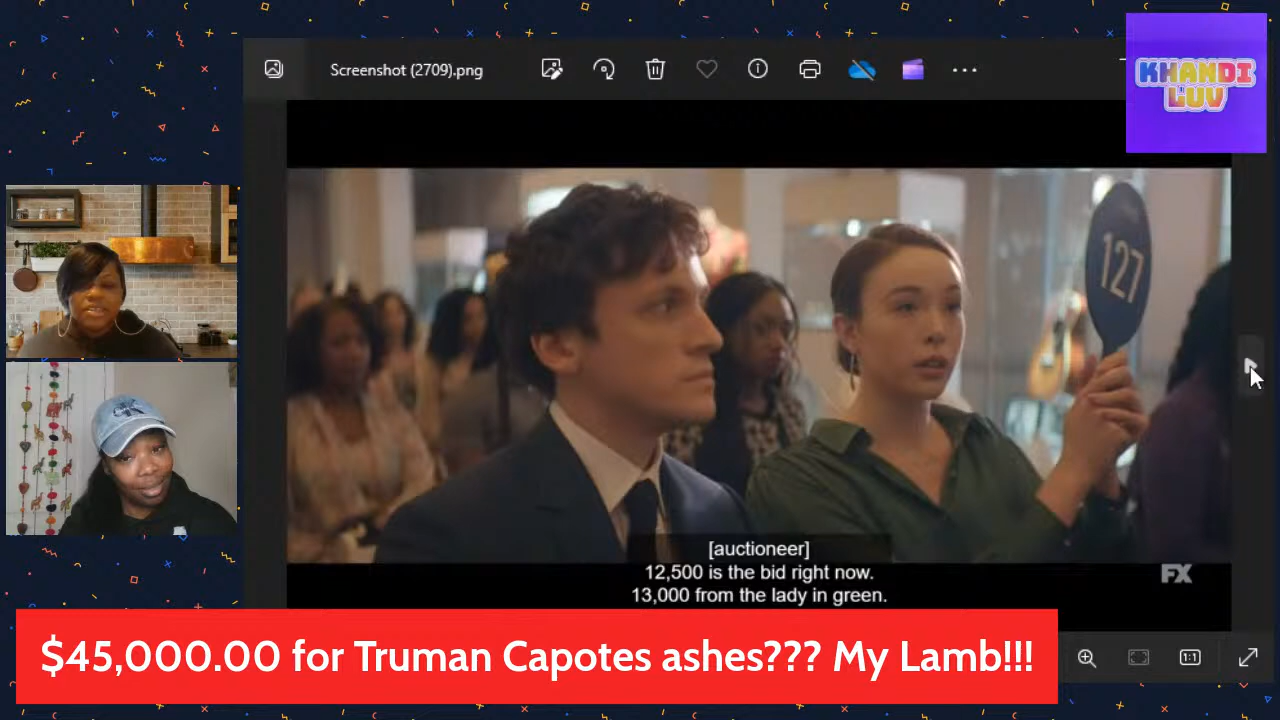 Screenshot (2709).png
KHANDI
LUV
127
[auctioneer]
12,500 is the bid right now.
13,000 from the lady in green.
FX
$45,000.00 for Truman Capotes ashes??? My Lamb!!!
1:1